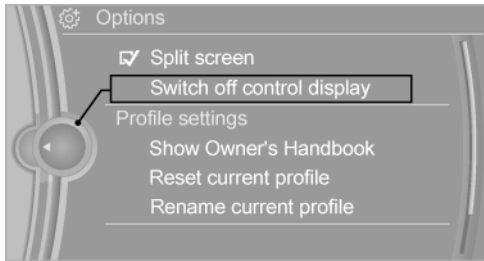 Options
Split screen
Switch off control display
Profile settings
Show Owner's Handbook
Reset current profile
Rename current profile